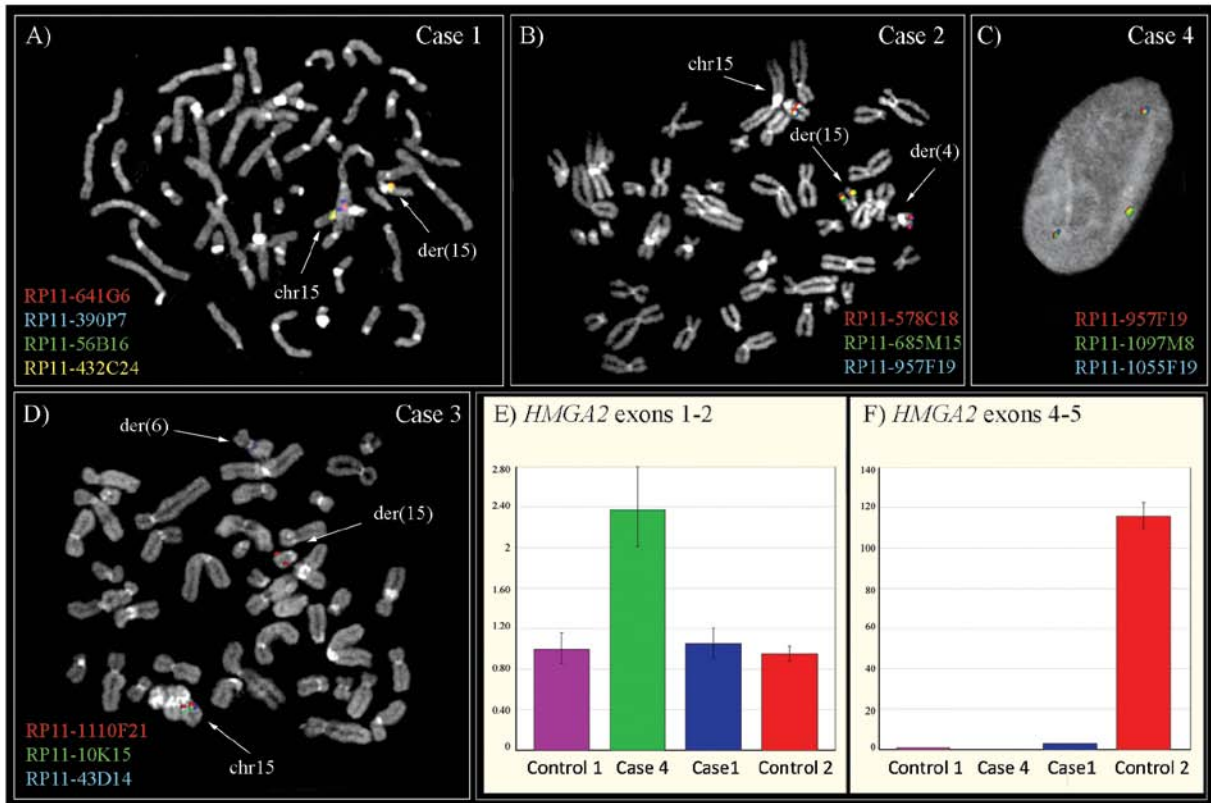 A)
Case 1
chr15
der(15)
RP11-641G6
RP11-390P7
RP11-56B16
RP11-432C24
B)
Case 2
chr15
der(15)
der(4)
RP11-578C18
RP11-685M15
RP11-957F19
C)
Case 4
RP11-957F19
RP11-1097M8
RP11-1055F19
D)
Case 3
der(6)
der(15)
chr15
RP11-1110F21
RP11-10K15
RP11-43D14
E) HMGA2 exons 1-2
2.80
2.40
2
1.60
1.20
0.80
0.40
0
Control 1 Case 4 Case1 Control 2
F) HMGA2 exons 4-5
140
120
100
80
60
40
20
0
Control 1 Case 4 Case1 Control 2